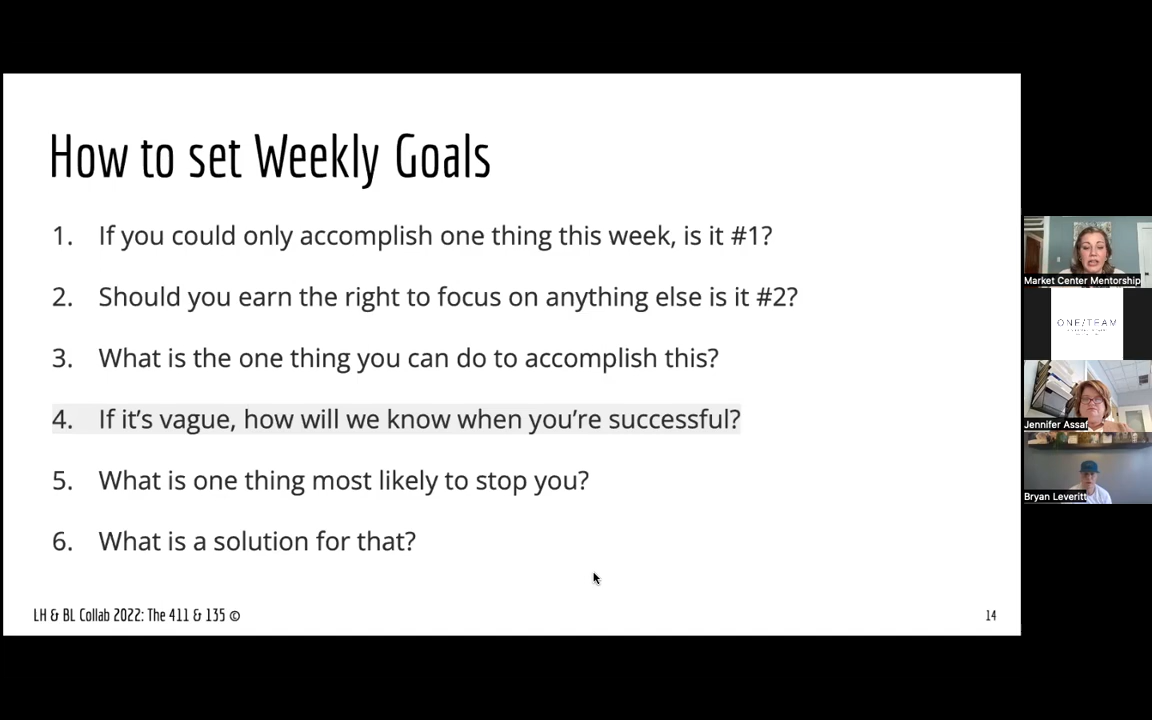 How to set Weekly Goals
1. If you could only accomplish one thing this week, is it #1?
2. Should you earn the right to focus on anything else is it #2?
3. What is the one thing you can do to accomplish this?
4. If it’s vague, how will we know when you’re successful?
5. What is one thing most likely to stop you?
6. What is a solution for that?
LH & BL Collab 2022: The 411 & 135 ©
14
Market Center Mentorship
ONE/TEAM
Jennifer Assaf
Bryan Leveritt